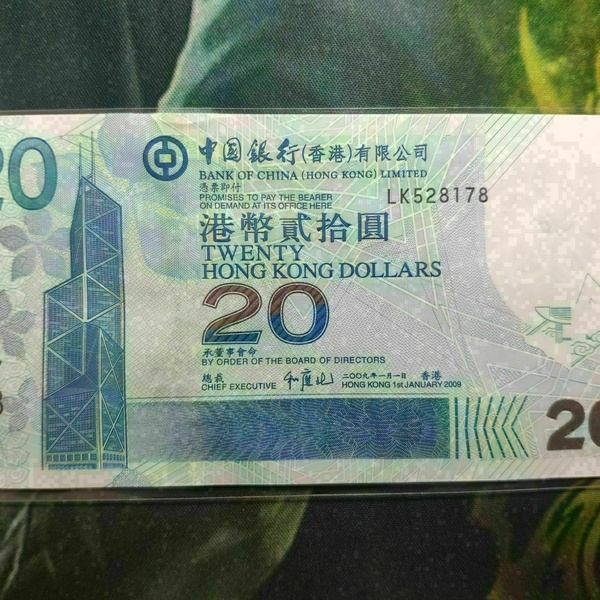 20
中国銀行(香港)有限公司
BANK OF CHINA (HONG KONG) LIMITED
憑票即付
PROMISES TO PAY THE BEARER
ON DEMAND AT ITS OFFICE HERE
LK528178
港幣貳拾圓
TWENTY
HONG KONG DOLLARS
20
承董事會命
BY ORDER OF THE BOARD OF DIRECTORS
總裁
CHIEF EXECUTIVE
二〇〇九年一月一日 香港
HONG KONG 1st JANUARY 2009
20